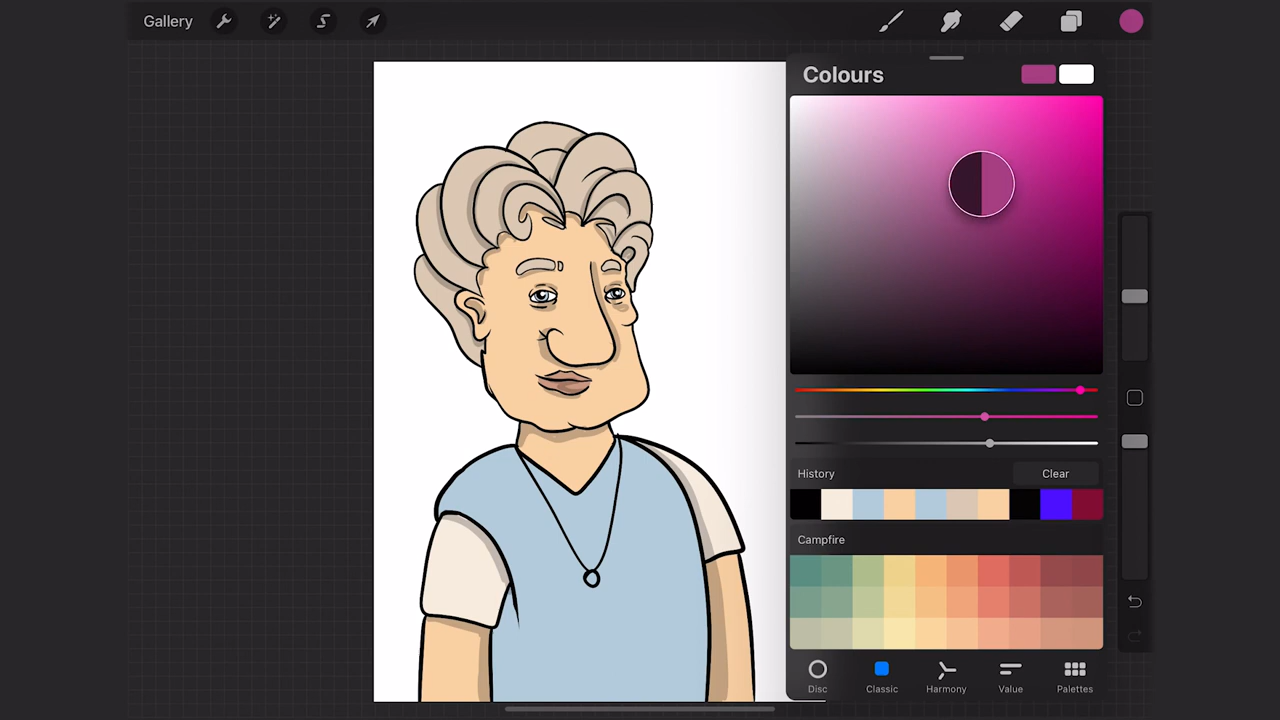 Gallery
Colours
History
Clear
Campfire
Disc
Classic
Harmony
Value
Palettes